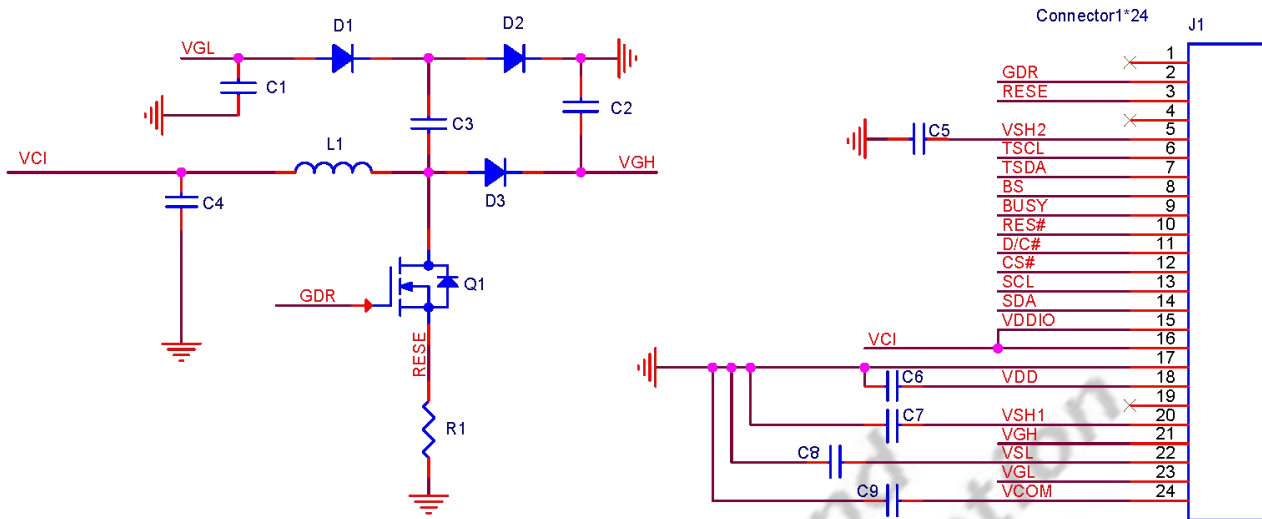 Connector1*24
J1
D1
D2
VGL
C1
C2
C3
L1
VCI
VGH
D3
C4
Q1
GDR
RESE
R1
1
GDR 2
RESE 3
4
C5 VSH2 5
TSCL 6
TSDA 7
BS 8
BUSY 9
RES# 10
D/C# 11
CS# 12
SCL 13
SDA 14
VDDIO 15
VCI 16
17
C6 VDD 18
19
C7 VSH1 20
VGH 21
C8 VSL 22
VGL 23
C9 VCOM 24